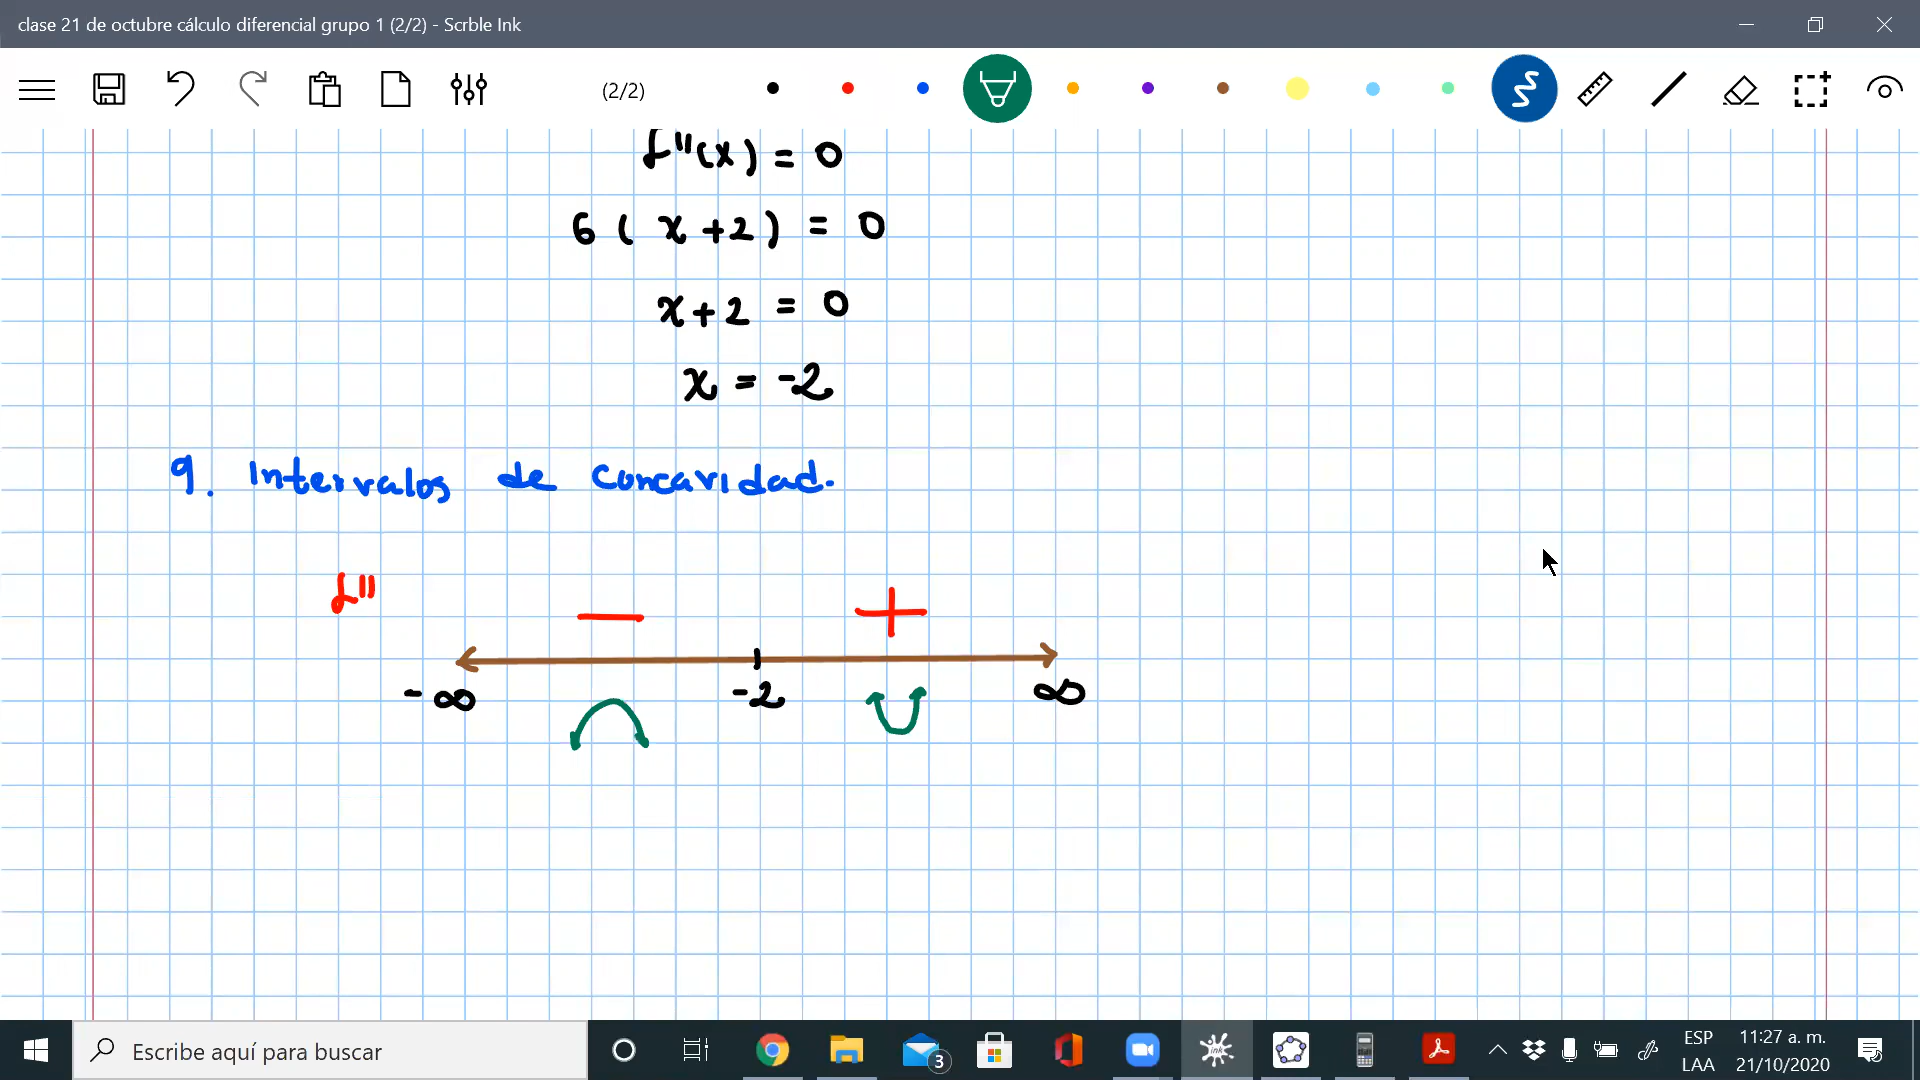 clase 21 de octubre cálculo diferencial grupo 1 (2/2) - Scrble Ink
(2/2)
f''(x) = 0
6 ( x + 2 ) = 0
x + 2 = 0
x = -2
9. Intervalos de concavidad.
f''
− +
- ∞ -2 ∞
Escribe aquí para buscar
3
ESP 11:27 a. m.
LAA 21/10/2020